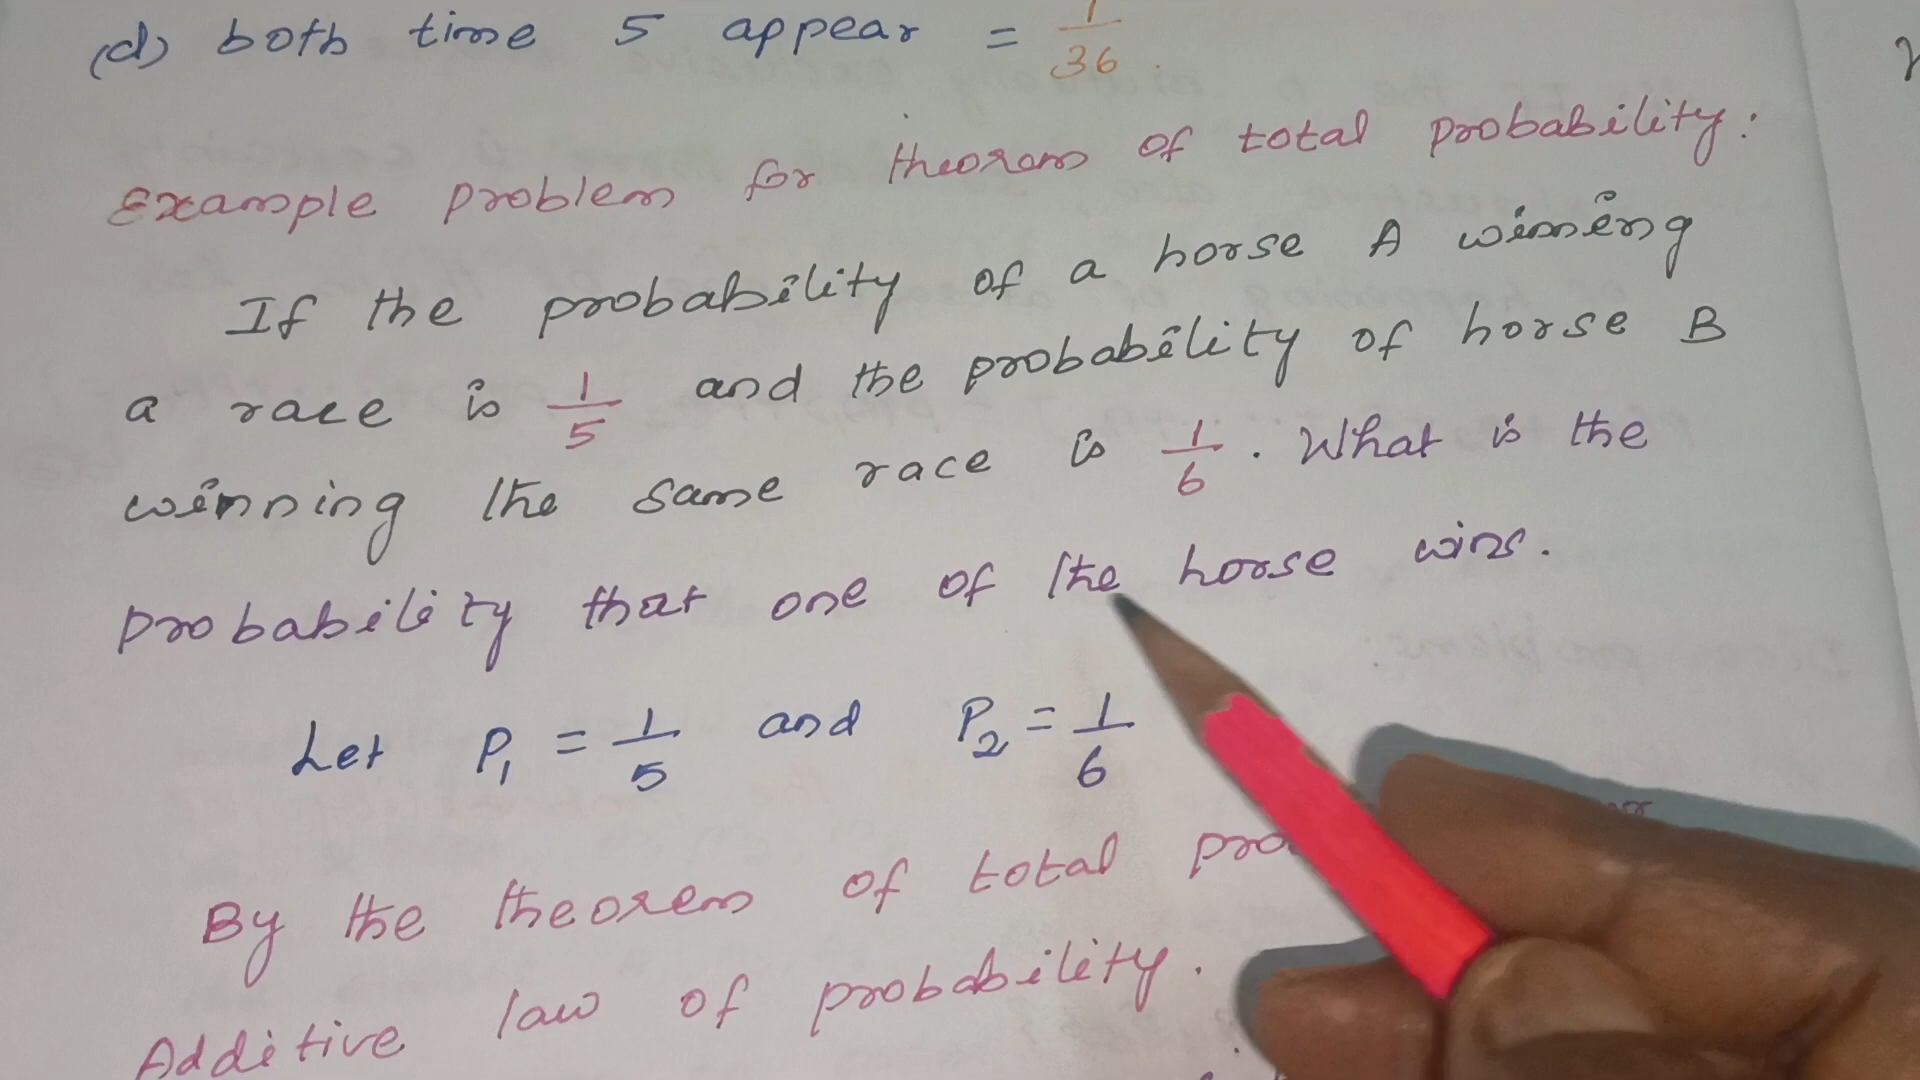 (d) both time 5 appear = 1/36.
Example problem for theorem of total probability:
If the probability of a horse A winning
a race is 1/5 and the probability of horse B
winning the same race is 1/6. What is the
probability that one of the horse wins.
Let P₁ = 1/5 and P₂ = 1/6
By the theorem of total pro
Additive law of probability.